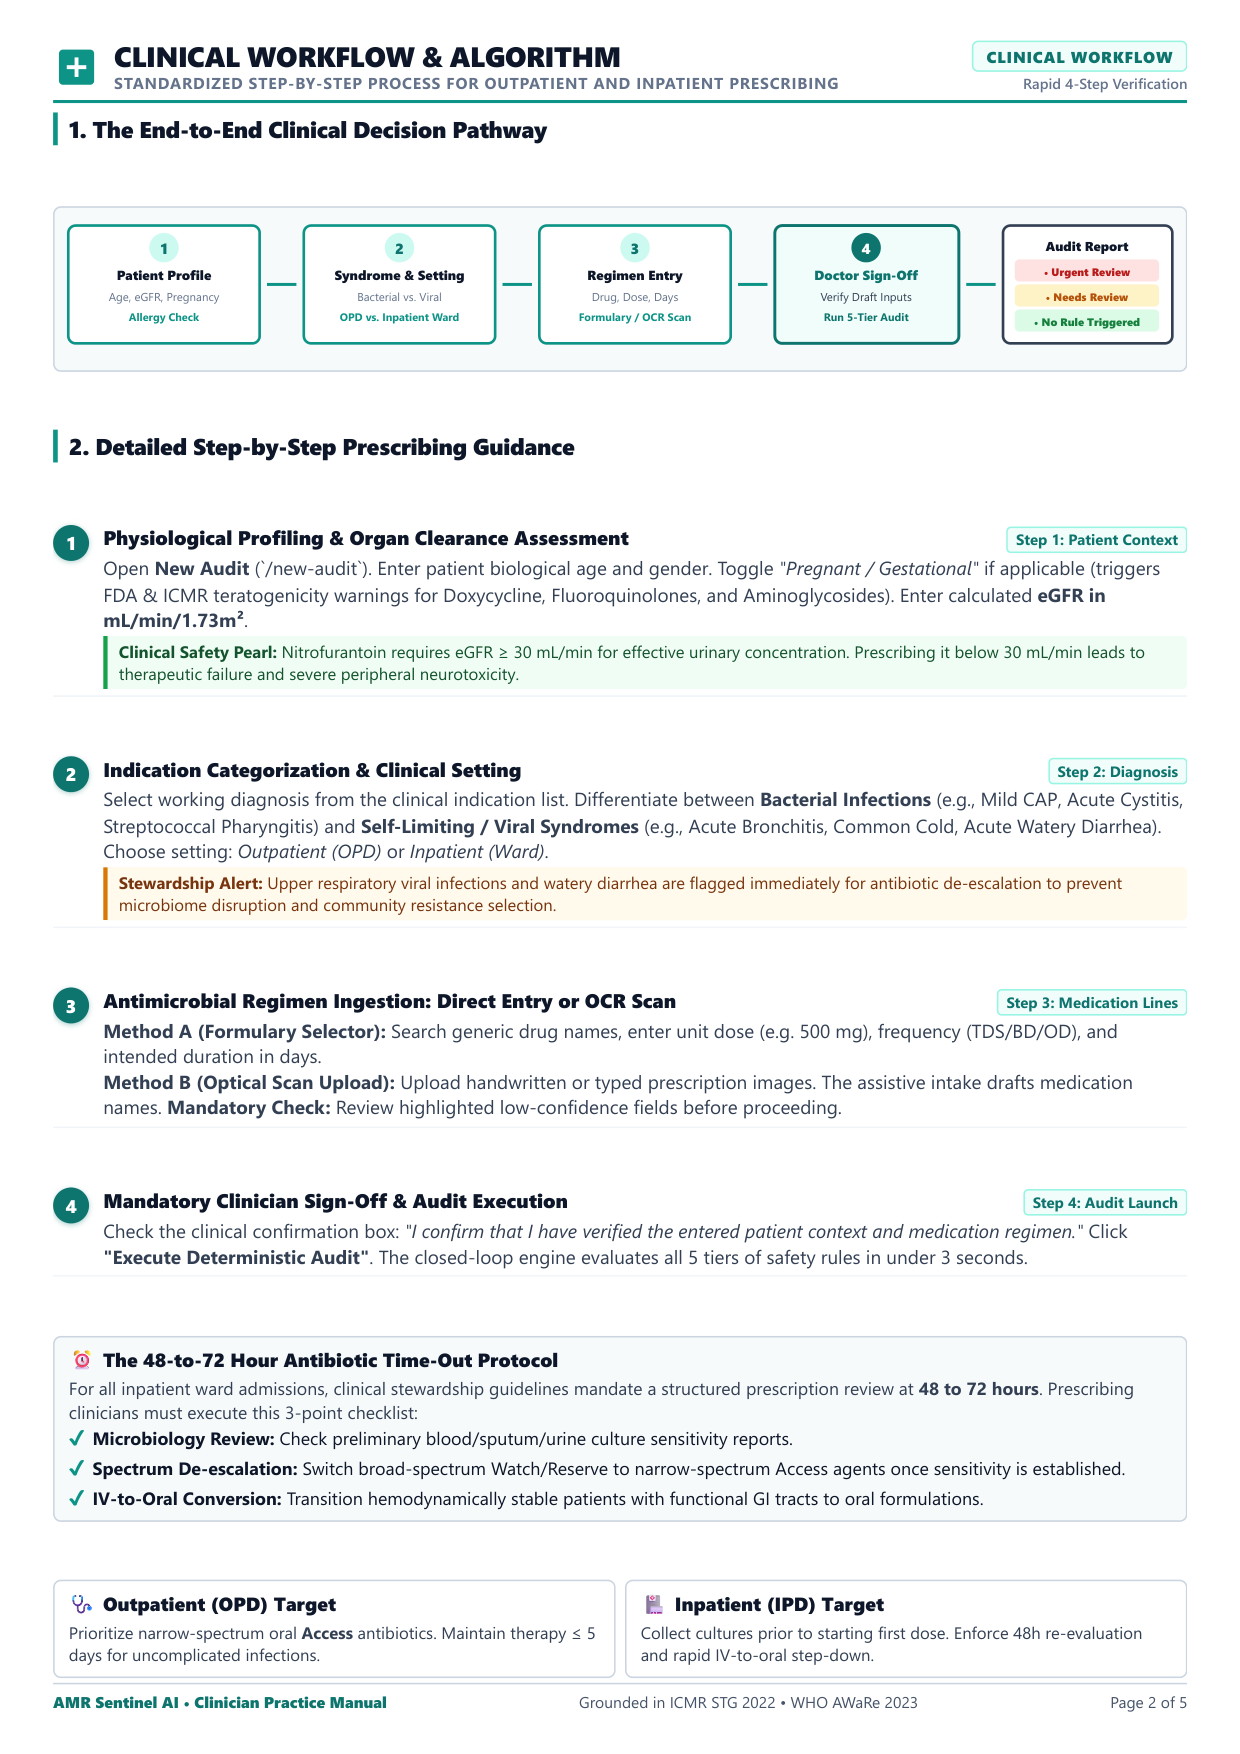 CLINICAL WORKFLOW & ALGORITHM
STANDARDIZED STEP-BY-STEP PROCESS FOR OUTPATIENT AND INPATIENT PRESCRIBING
CLINICAL WORKFLOW
Rapid 4-Step Verification
1. The End-to-End Clinical Decision Pathway
1
Patient Profile
Age, eGFR, Pregnancy
Allergy Check
2
Syndrome & Setting
Bacterial vs. Viral
OPD vs. Inpatient Ward
3
Regimen Entry
Drug, Dose, Days
Formulary / OCR Scan
4
Doctor Sign-Off
Verify Draft Inputs
Run 5-Tier Audit
Audit Report
• Urgent Review
• Needs Review
• No Rule Triggered
2. Detailed Step-by-Step Prescribing Guidance
1
Physiological Profiling & Organ Clearance Assessment
Step 1: Patient Context
Open New Audit (`/new-audit`). Enter patient biological age and gender. Toggle "Pregnant / Gestational" if applicable (triggers
FDA & ICMR teratogenicity warnings for Doxycycline, Fluoroquinolones, and Aminoglycosides). Enter calculated eGFR in
mL/min/1.73m².
Clinical Safety Pearl: Nitrofurantoin requires eGFR ≥ 30 mL/min for effective urinary concentration. Prescribing it below 30 mL/min leads to
therapeutic failure and severe peripheral neurotoxicity.
2
Indication Categorization & Clinical Setting
Step 2: Diagnosis
Select working diagnosis from the clinical indication list. Differentiate between Bacterial Infections (e.g., Mild CAP, Acute Cystitis,
Streptococcal Pharyngitis) and Self-Limiting / Viral Syndromes (e.g., Acute Bronchitis, Common Cold, Acute Watery Diarrhea).
Choose setting: Outpatient (OPD) or Inpatient (Ward).
Stewardship Alert: Upper respiratory viral infections and watery diarrhea are flagged immediately for antibiotic de-escalation to prevent
microbiome disruption and community resistance selection.
3
Antimicrobial Regimen Ingestion: Direct Entry or OCR Scan
Step 3: Medication Lines
Method A (Formulary Selector): Search generic drug names, enter unit dose (e.g. 500 mg), frequency (TDS/BD/OD), and
intended duration in days.
Method B (Optical Scan Upload): Upload handwritten or typed prescription images. The assistive intake drafts medication
names. Mandatory Check: Review highlighted low-confidence fields before proceeding.
4
Mandatory Clinician Sign-Off & Audit Execution
Step 4: Audit Launch
Check the clinical confirmation box: "I confirm that I have verified the entered patient context and medication regimen." Click
"Execute Deterministic Audit". The closed-loop engine evaluates all 5 tiers of safety rules in under 3 seconds.
⏰ The 48-to-72 Hour Antibiotic Time-Out Protocol
For all inpatient ward admissions, clinical stewardship guidelines mandate a structured prescription review at 48 to 72 hours. Prescribing
clinicians must execute this 3-point checklist:
✓ Microbiology Review: Check preliminary blood/sputum/urine culture sensitivity reports.
✓ Spectrum De-escalation: Switch broad-spectrum Watch/Reserve to narrow-spectrum Access agents once sensitivity is established.
✓ IV-to-Oral Conversion: Transition hemodynamically stable patients with functional GI tracts to oral formulations.
Outpatient (OPD) Target
Prioritize narrow-spectrum oral Access antibiotics. Maintain therapy ≤ 5
days for uncomplicated infections.
Inpatient (IPD) Target
Collect cultures prior to starting first dose. Enforce 48h re-evaluation
and rapid IV-to-oral step-down.
AMR Sentinel AI • Clinician Practice Manual
Grounded in ICMR STG 2022 • WHO AWaRe 2023
Page 2 of 5